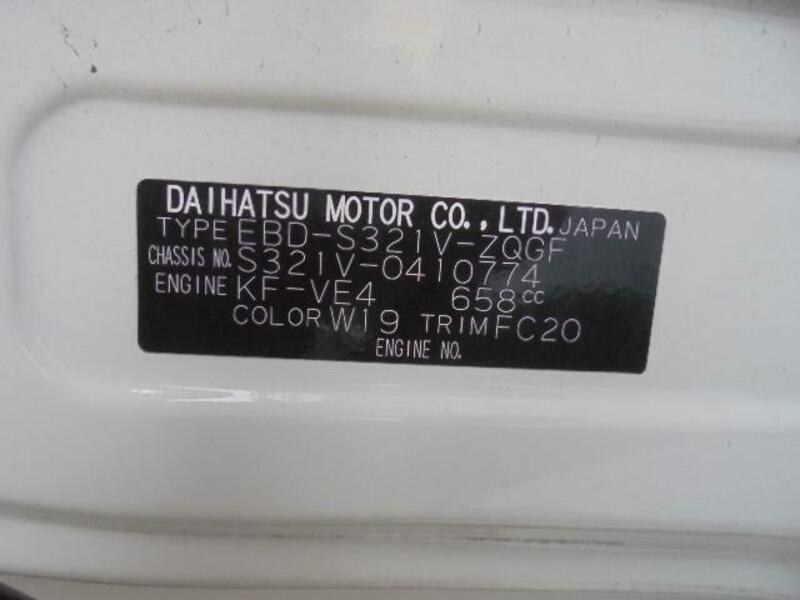 DAIHATSU MOTOR CO., LTD. JAPAN
TYPE EBD-S321V-ZQGF
CHASSIS NO. S321V-0410774
ENGINE KF-VE4 658cc
COLOR W19 TRIM FC20
ENGINE NO.